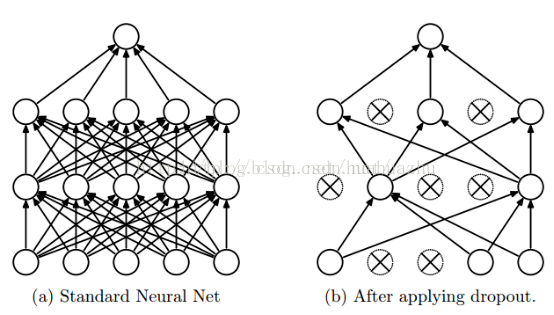 (a) Standard Neural Net
(b) After applying dropout.